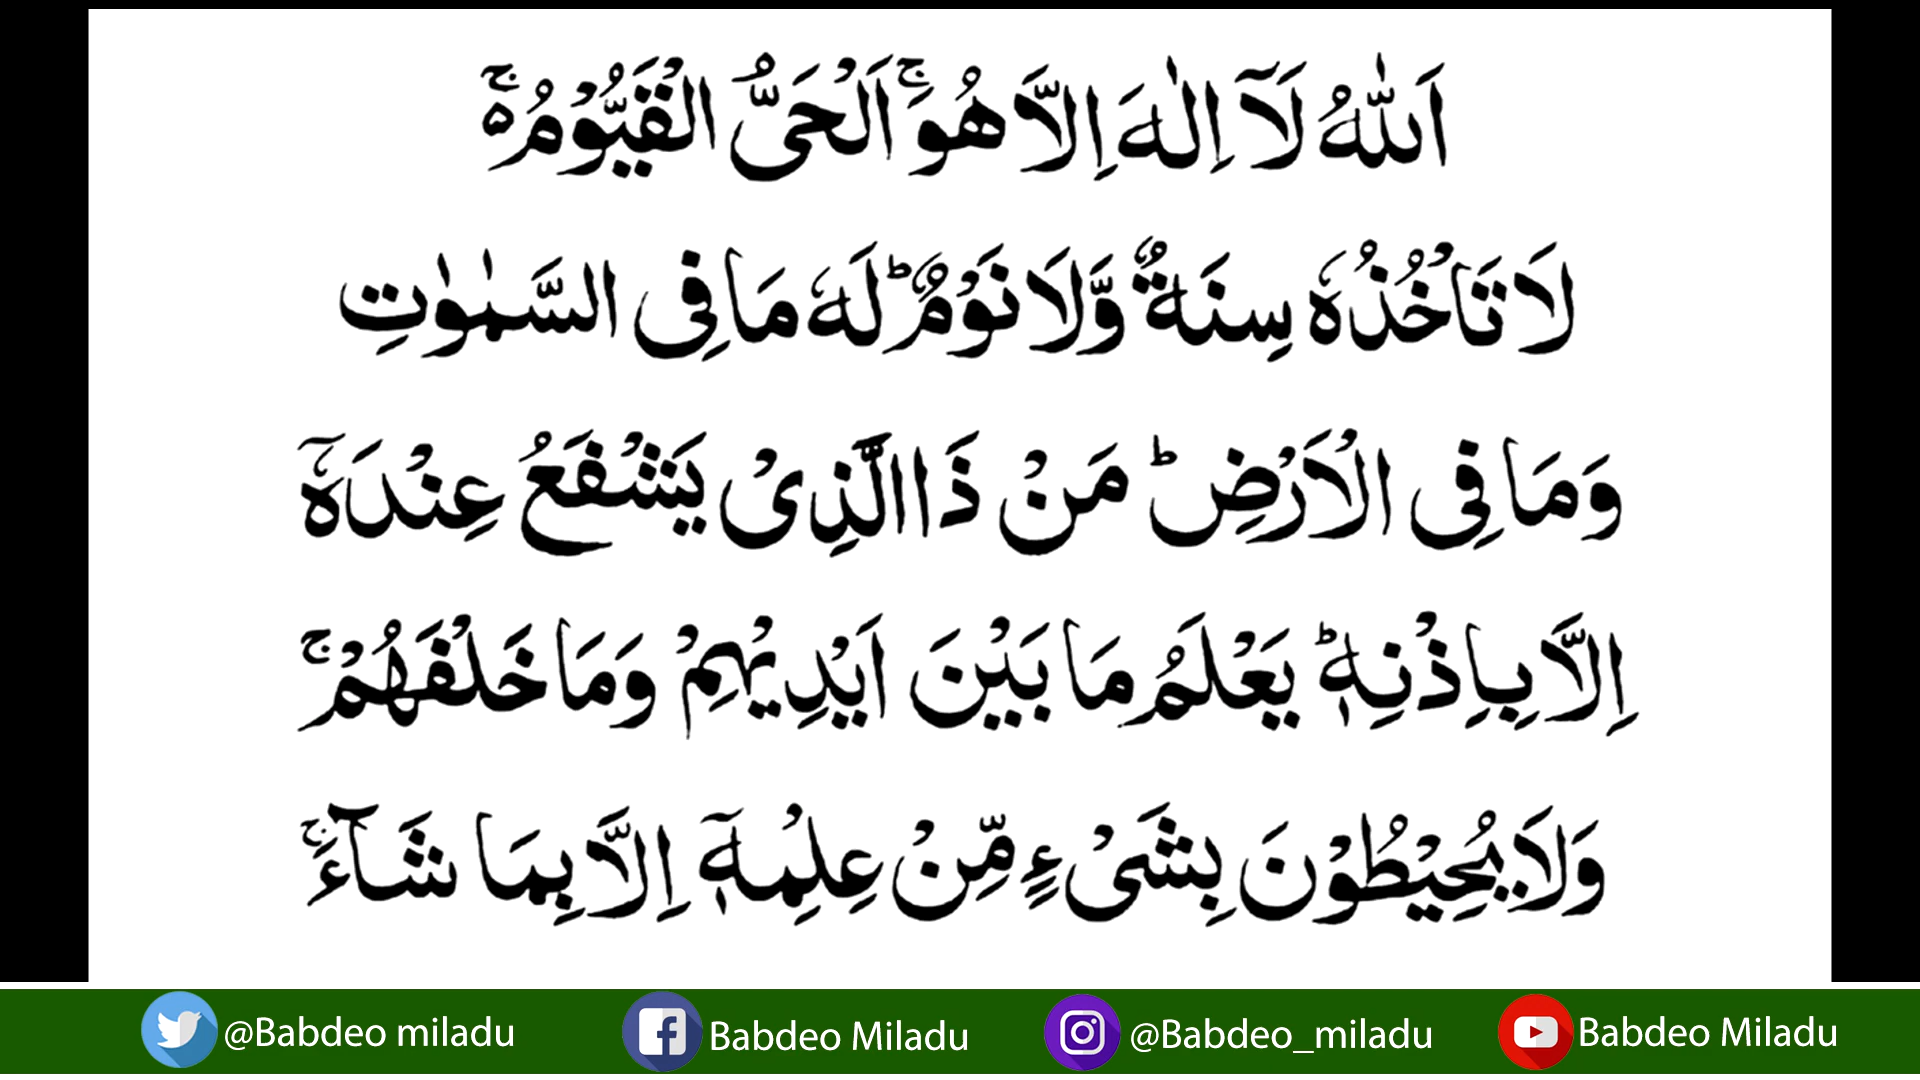 اَللّٰهُ لَاۤ اِلٰهَ اِلَّا هُوَ ۚ اَلْحَیُّ الْقَیُّوْمُ ۬ۚ
لَا تَاْخُذُهٗ سِنَةٌ وَّلَا نَوْمٌ ؕ لَهٗ مَا فِی السَّمٰوٰتِ
وَمَا فِی الْاَرْضِ ؕ مَنْ ذَا الَّذِیْ یَشْفَعُ عِنْدَهٗۤ
اِلَّا بِاِذْنِهٖ ؕ یَعْلَمُ مَا بَیْنَ اَیْدِیْهِمْ وَمَا خَلْفَهُمْ ۚ
وَلَا یُحِیْطُوْنَ بِشَیْءٍ مِّنْ عِلْمِهٖۤ اِلَّا بِمَا شَآءَ ۚ
@Babdeo miladu Babdeo Miladu @Babdeo_miladu Babdeo Miladu